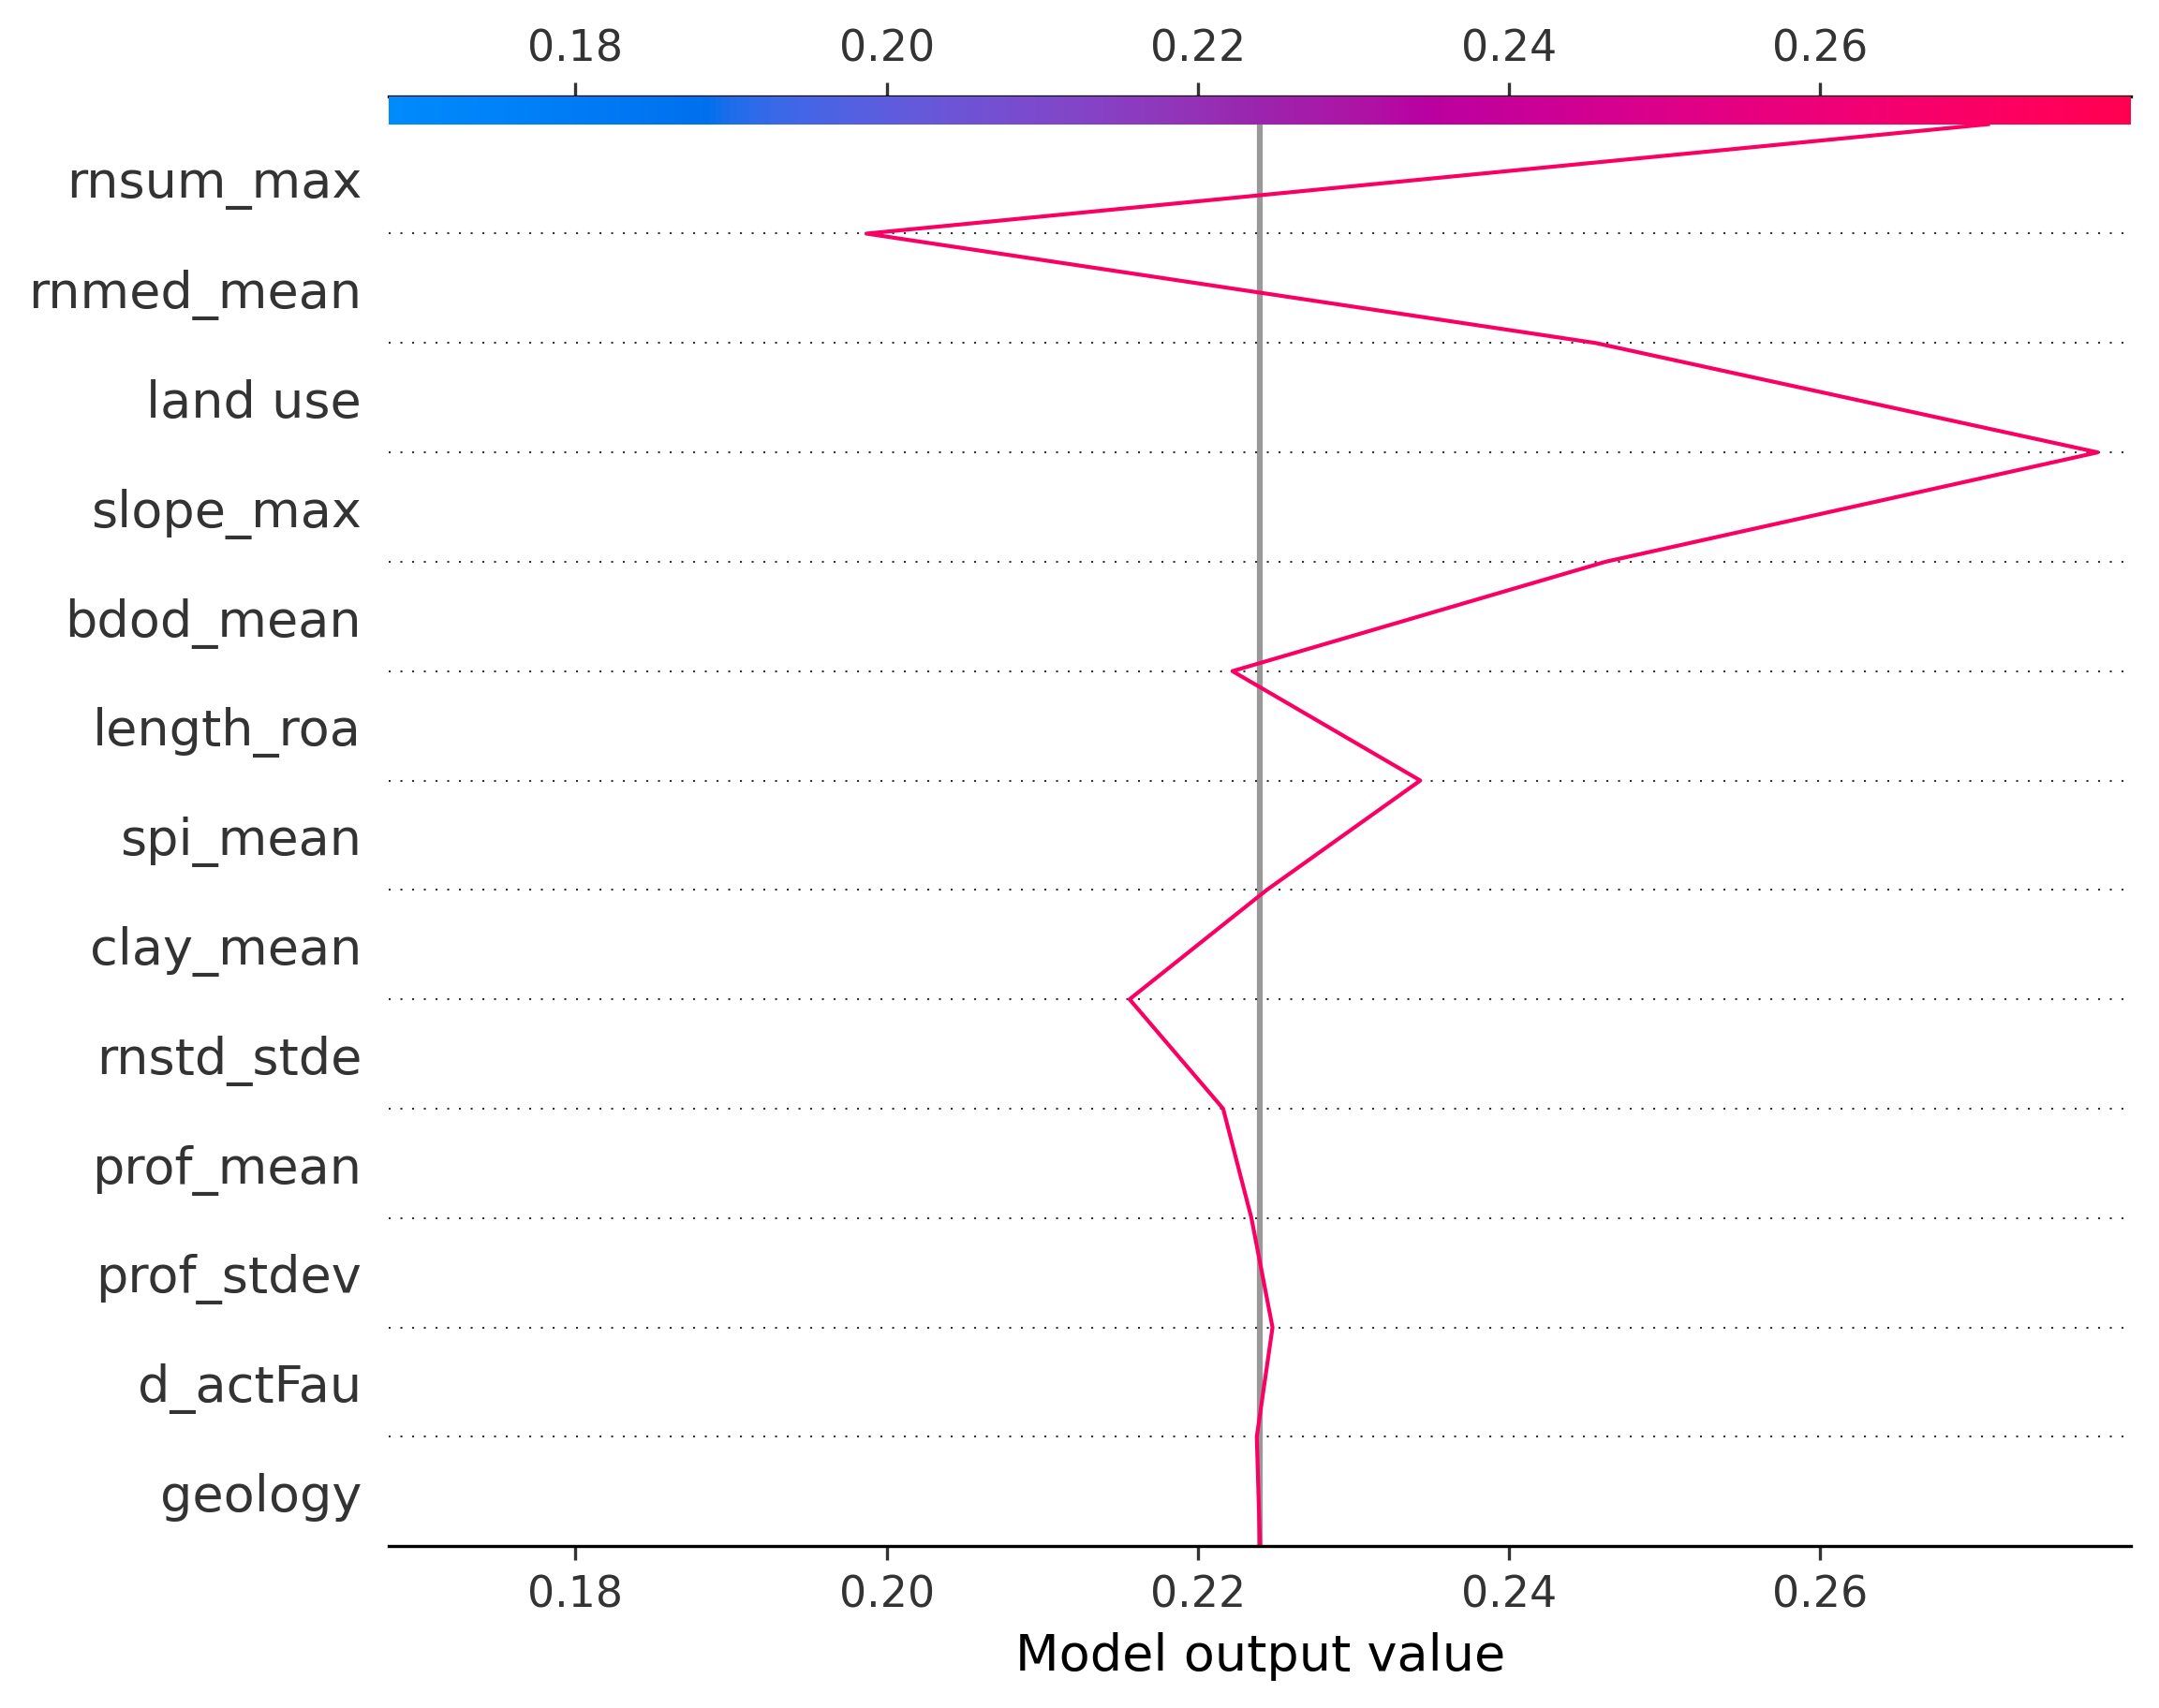 0.18 0.20 0.22 0.24 0.26
rnsum_max
rnmed_mean
land use
slope_max
bdod_mean
length_roa
spi_mean
clay_mean
rnstd_stde
prof_mean
prof_stdev
d_actFau
geology
0.18 0.20 0.22 0.24 0.26
Model output value